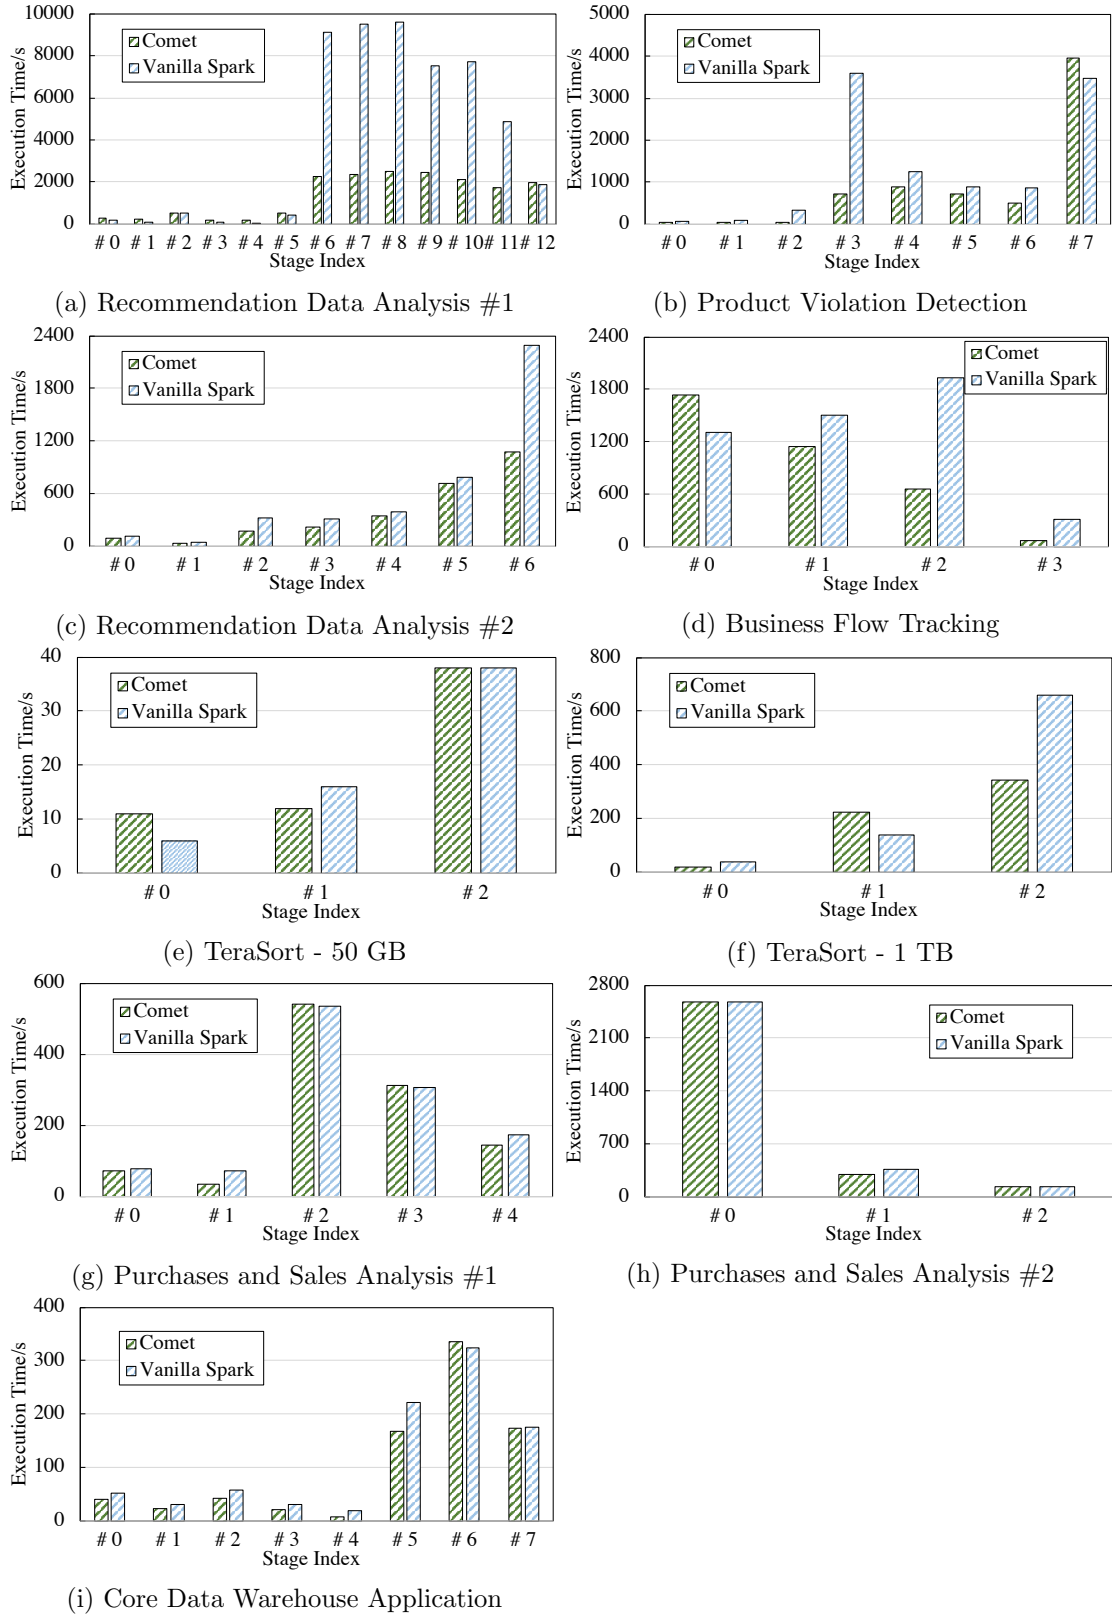 Execution Time/s
10000
8000
6000
4000
2000
0
Comet
Vanilla Spark
# 0 # 1 # 2 # 3 # 4 # 5 # 6 # 7 # 8 # 9 # 10 # 11 # 12
Stage Index
(a) Recommendation Data Analysis #1
Execution Time/s
5000
4000
3000
2000
1000
0
Comet
Vanilla Spark
# 0 # 1 # 2 # 3 # 4 # 5 # 6 # 7
Stage Index
(b) Product Violation Detection
Execution Time/s
2400
1800
1200
600
0
Comet
Vanilla Spark
# 0 # 1 # 2 # 3 # 4 # 5 # 6
Stage Index
(c) Recommendation Data Analysis #2
Execution Time/s
2400
1800
1200
600
0
Comet
Vanilla Spark
# 0 # 1 # 2 # 3
Stage Index
(d) Business Flow Tracking
Execution Time/s
40
30
20
10
0
Comet
Vanilla Spark
# 0 # 1 # 2
Stage Index
(e) TeraSort - 50 GB
Execution Time/s
800
600
400
200
0
Comet
Vanilla Spark
# 0 # 1 # 2
Stage Index
(f) TeraSort - 1 TB
Execution Time/s
600
400
200
0
Comet
Vanilla Spark
# 0 # 1 # 2 # 3 # 4
Stage Index
(g) Purchases and Sales Analysis #1
Execution Time/s
2800
2100
1400
700
0
Comet
Vanilla Spark
# 0 # 1 # 2
Stage Index
(h) Purchases and Sales Analysis #2
Execution Time/s
400
300
200
100
0
Comet
Vanilla Spark
# 0 # 1 # 2 # 3 # 4 # 5 # 6 # 7
Stage Index
(i) Core Data Warehouse Application